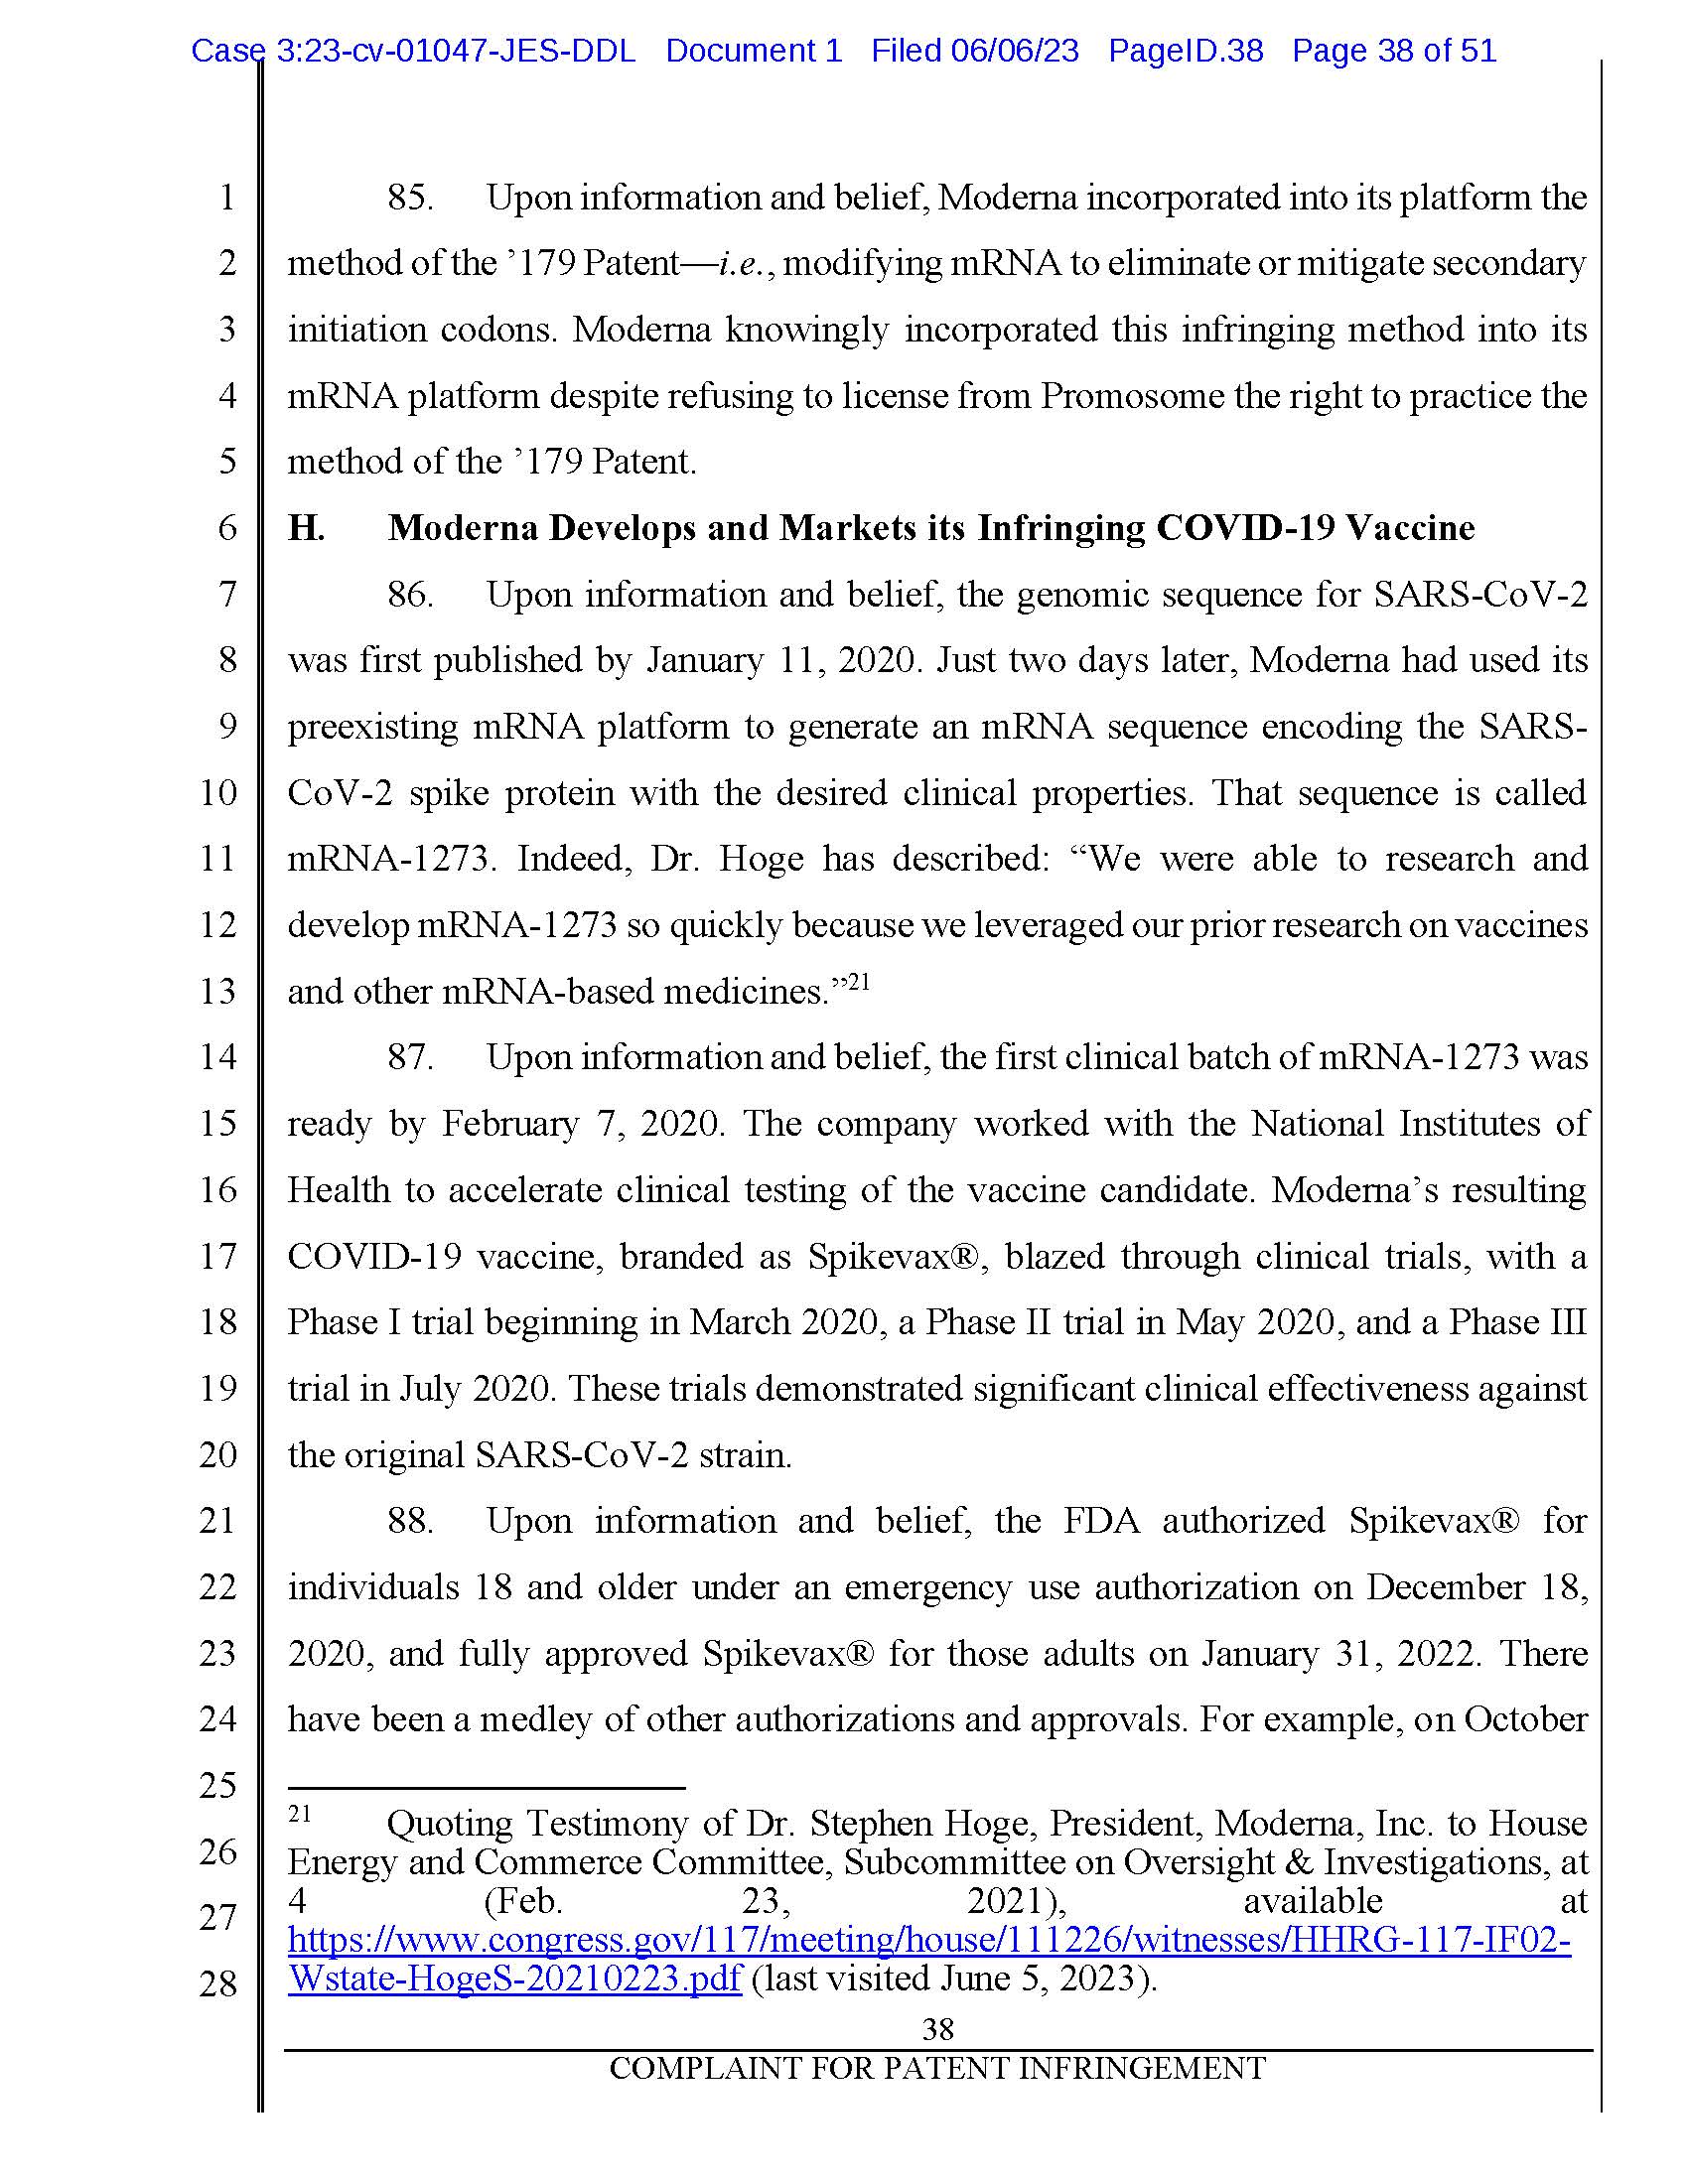 Case 3:23-cv-01047-JES-DDL Document 1 Filed 06/06/23 PageID.38 Page 38 of 51
1 85. Upon information and belief, Moderna incorporated into its platform the
2 method of the ’179 Patent—i.e., modifying mRNA to eliminate or mitigate secondary
3 initiation codons. Moderna knowingly incorporated this infringing method into its
4 mRNA platform despite refusing to license from Promosome the right to practice the
5 method of the ’179 Patent.
6 H. Moderna Develops and Markets its Infringing COVID-19 Vaccine
7 86. Upon information and belief, the genomic sequence for SARS-CoV-2
8 was first published by January 11, 2020. Just two days later, Moderna had used its
9 preexisting mRNA platform to generate an mRNA sequence encoding the SARS-
10 CoV-2 spike protein with the desired clinical properties. That sequence is called
11 mRNA-1273. Indeed, Dr. Hoge has described: “We were able to research and
12 develop mRNA-1273 so quickly because we leveraged our prior research on vaccines
13 and other mRNA-based medicines.”21
14 87. Upon information and belief, the first clinical batch of mRNA-1273 was
15 ready by February 7, 2020. The company worked with the National Institutes of
16 Health to accelerate clinical testing of the vaccine candidate. Moderna’s resulting
17 COVID-19 vaccine, branded as Spikevax®, blazed through clinical trials, with a
18 Phase I trial beginning in March 2020, a Phase II trial in May 2020, and a Phase III
19 trial in July 2020. These trials demonstrated significant clinical effectiveness against
20 the original SARS-CoV-2 strain.
21 88. Upon information and belief, the FDA authorized Spikevax® for
22 individuals 18 and older under an emergency use authorization on December 18,
23 2020, and fully approved Spikevax® for those adults on January 31, 2022. There
24 have been a medley of other authorizations and approvals. For example, on October
25
21 Quoting Testimony of Dr. Stephen Hoge, President, Moderna, Inc. to House
26 Energy and Commerce Committee, Subcommittee on Oversight & Investigations, at
27 4 (Feb. 23, 2021), available at
https://www.congress.gov/117/meeting/house/111226/witnesses/HHRG-117-IF02-
28 Wstate-HogeS-20210223.pdf (last visited June 5, 2023).
38
COMPLAINT FOR PATENT INFRINGEMENT